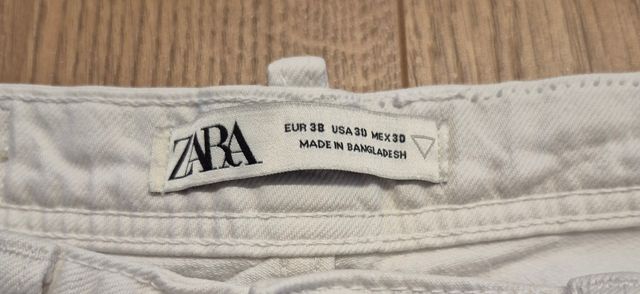 ZARA
EUR 38 USA 30 MEX 30
MADE IN BANGLADESH